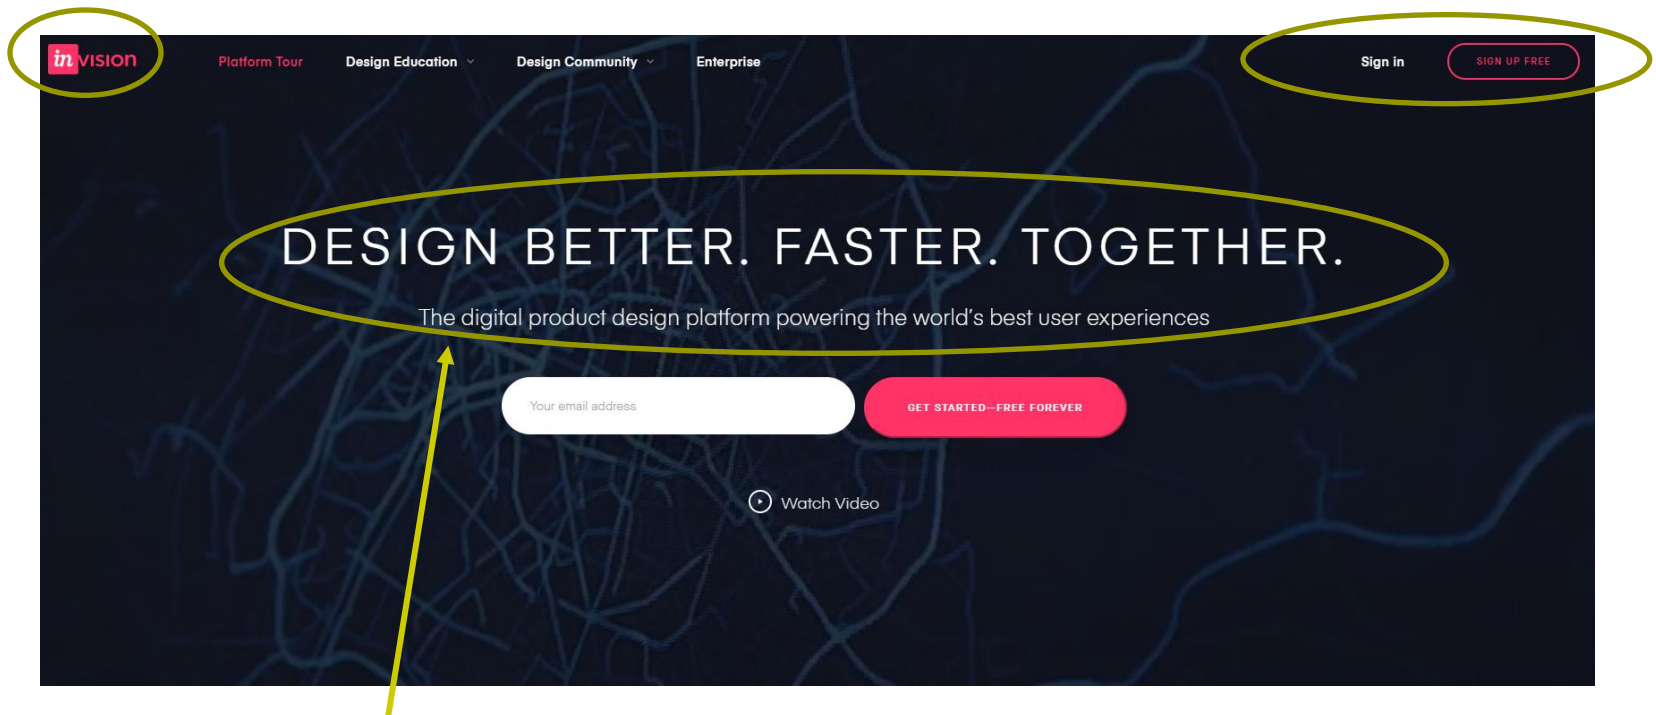 inVISION
Platform Tour Design Education Design Community Enterprise Sign in SIGN UP FREE
DESIGN BETTER. FASTER. TOGETHER.
The digital product design platform powering the world's best user experiences
Your email address GET STARTED—FREE FOREVER
Watch Video